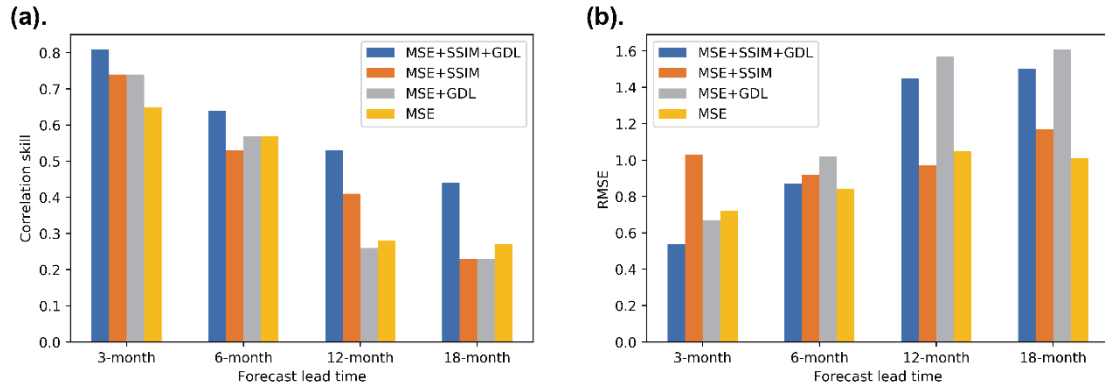 (a).
0.8
0.7
0.6
0.5
0.4
0.3
0.2
0.1
0.0
Correlation skill
MSE+SSIM+GDL
MSE+SSIM
MSE+GDL
MSE
3-month 6-month 12-month 18-month
Forecast lead time
(b).
1.6
1.4
1.2
1.0
0.8
0.6
0.4
0.2
0.0
RMSE
MSE+SSIM+GDL
MSE+SSIM
MSE+GDL
MSE
3-month 6-month 12-month 18-month
Forecast lead time